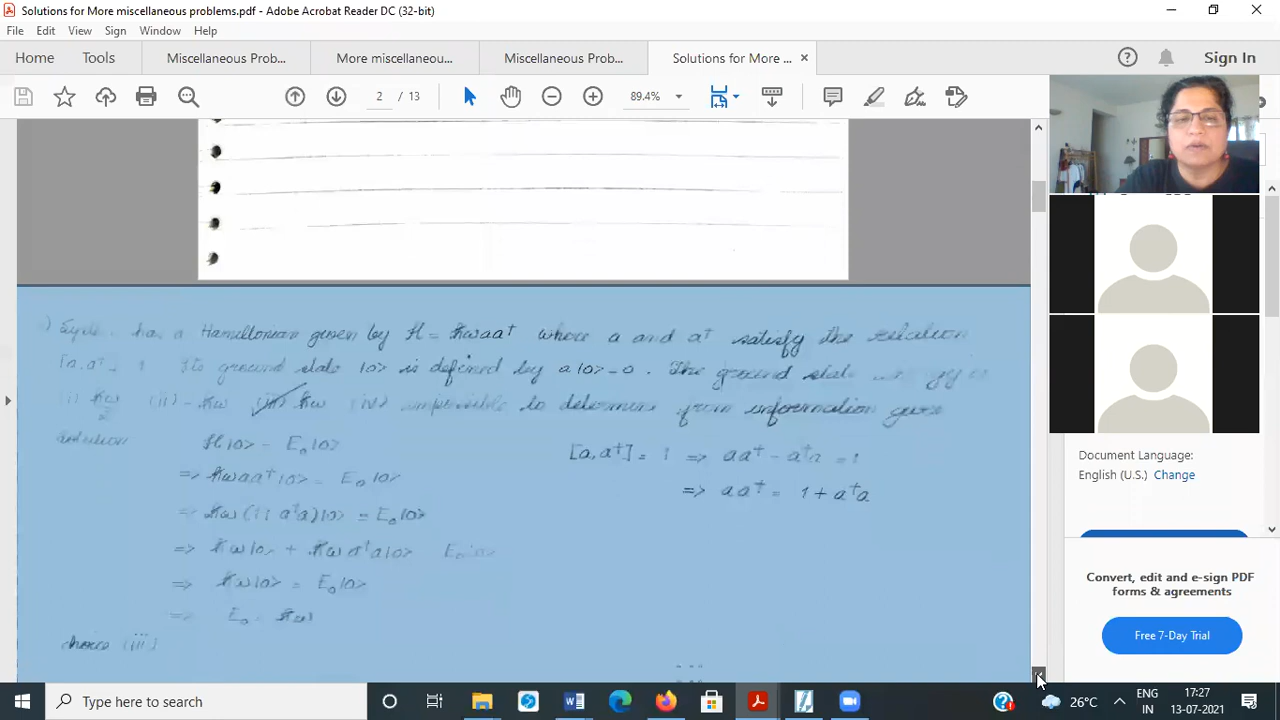 Solutions for More miscellaneous problems.pdf - Adobe Acrobat Reader DC (32-bit)
File Edit View Sign Window Help
Home Tools Miscellaneous Prob... More miscellaneou... Miscellaneous Prob... Solutions for More ... × Sign In
2 / 13 89.4%
) has a Hamiltonian given by H = ħωaa† where a and a† satisfy the relation
[a,a†] 1 Its ground state |0> is defined by a|0> = 0. The ground state
(i) ħω/2 (ii) - ħω (iii) ħω (iv) impossible to determine from information given
solution H|0> = E₀|0>
[a,a†] = 1 => aa† - a†a = 1
=> ħωaa†|0> = E₀|0>
=> aa† = 1 + a†a
=> ħω(1+a†a)|0> = E₀|0>
=> ħω|0> + ħωa†a|0> E₀|0>
=> ħω|0> = E₀|0>
=> E₀ = ħω
choice (iii)
Document Language:
English (U.S.) Change
Convert, edit and e-sign PDF
forms & agreements
Free 7-Day Trial
Type here to search
26°C
ENG
IN
17:27
13-07-2021